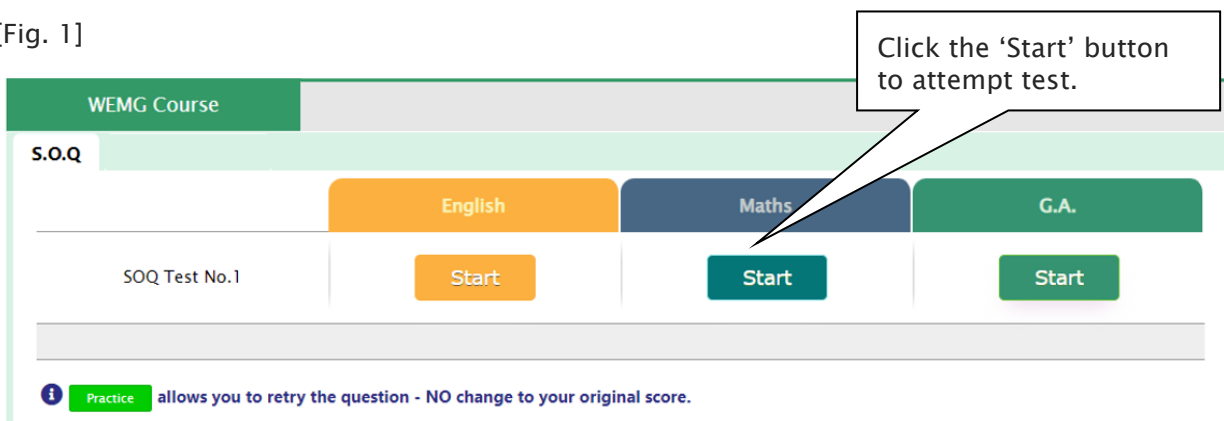 [Fig. 1]
Click the ‘Start’ button
to attempt test.
WEMG Course
S.O.Q
English Maths G.A.
SOQ Test No.1 Start Start Start
Practice allows you to retry the question - NO change to your original score.